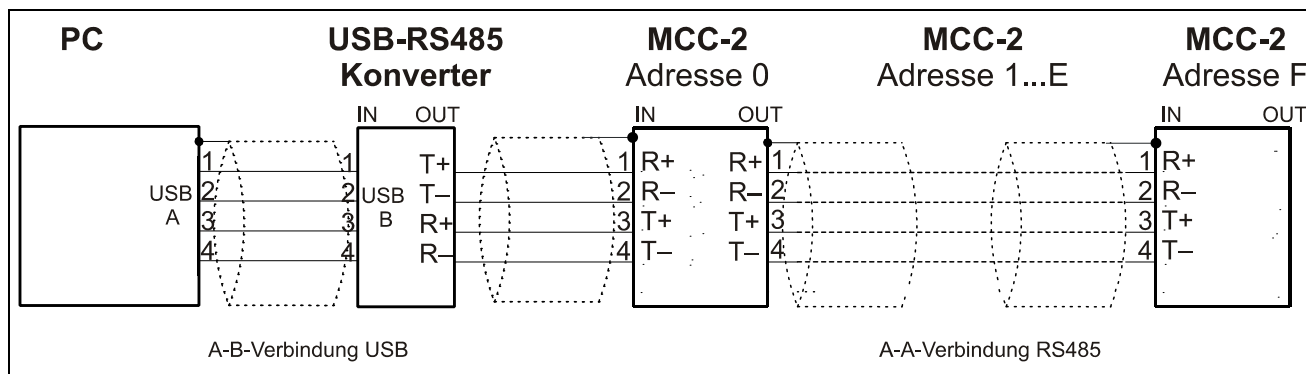 PC USB-RS485 MCC-2 MCC-2 MCC-2
Konverter Adresse 0 Adresse 1...E Adresse F
IN OUT IN OUT IN OUT
1 1 T+ 1 R+ R+ 1 1 R+
USB 2 2 USB T– 2 R– R– 2 2 R–
A 3 3 B R+ 3 T+ T+ 3 3 T+
4 4 R– 4 T– T– 4 4 T–
A-B-Verbindung USB A-A-Verbindung RS485